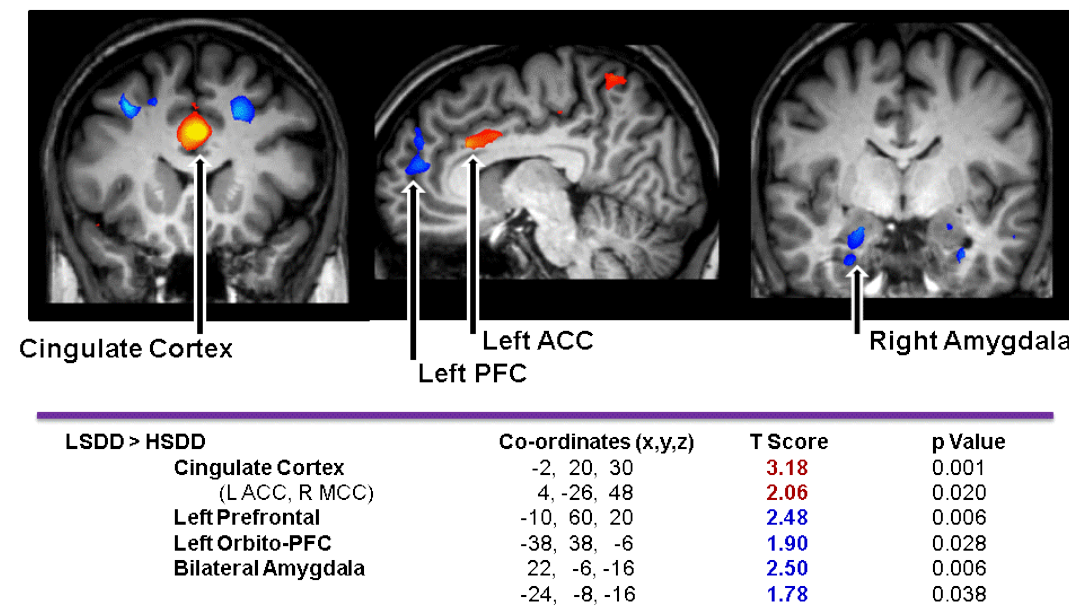 Cingulate Cortex
Left ACC
Left PFC
Right Amygdala
LSDD > HSDD Co-ordinates (x,y,z) T Score p Value
Cingulate Cortex -2, 20, 30 3.18 0.001
(L ACC, R MCC) 4, -26, 48 2.06 0.020
Left Prefrontal -10, 60, 20 2.48 0.006
Left Orbito-PFC -38, 38, -6 1.90 0.028
Bilateral Amygdala 22, -6, -16 2.50 0.006
-24, -8, -16 1.78 0.038